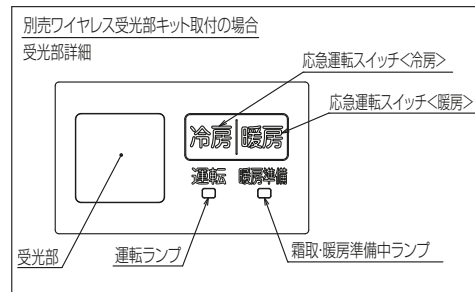 別売ワイヤレス受光部キット取付の場合
受光部詳細
応急運転スイッチ<冷房>
応急運転スイッチ<暖房>
冷房 暖房
運転 暖房準備
受光部
運転ランプ
霜取・暖房準備中ランプ